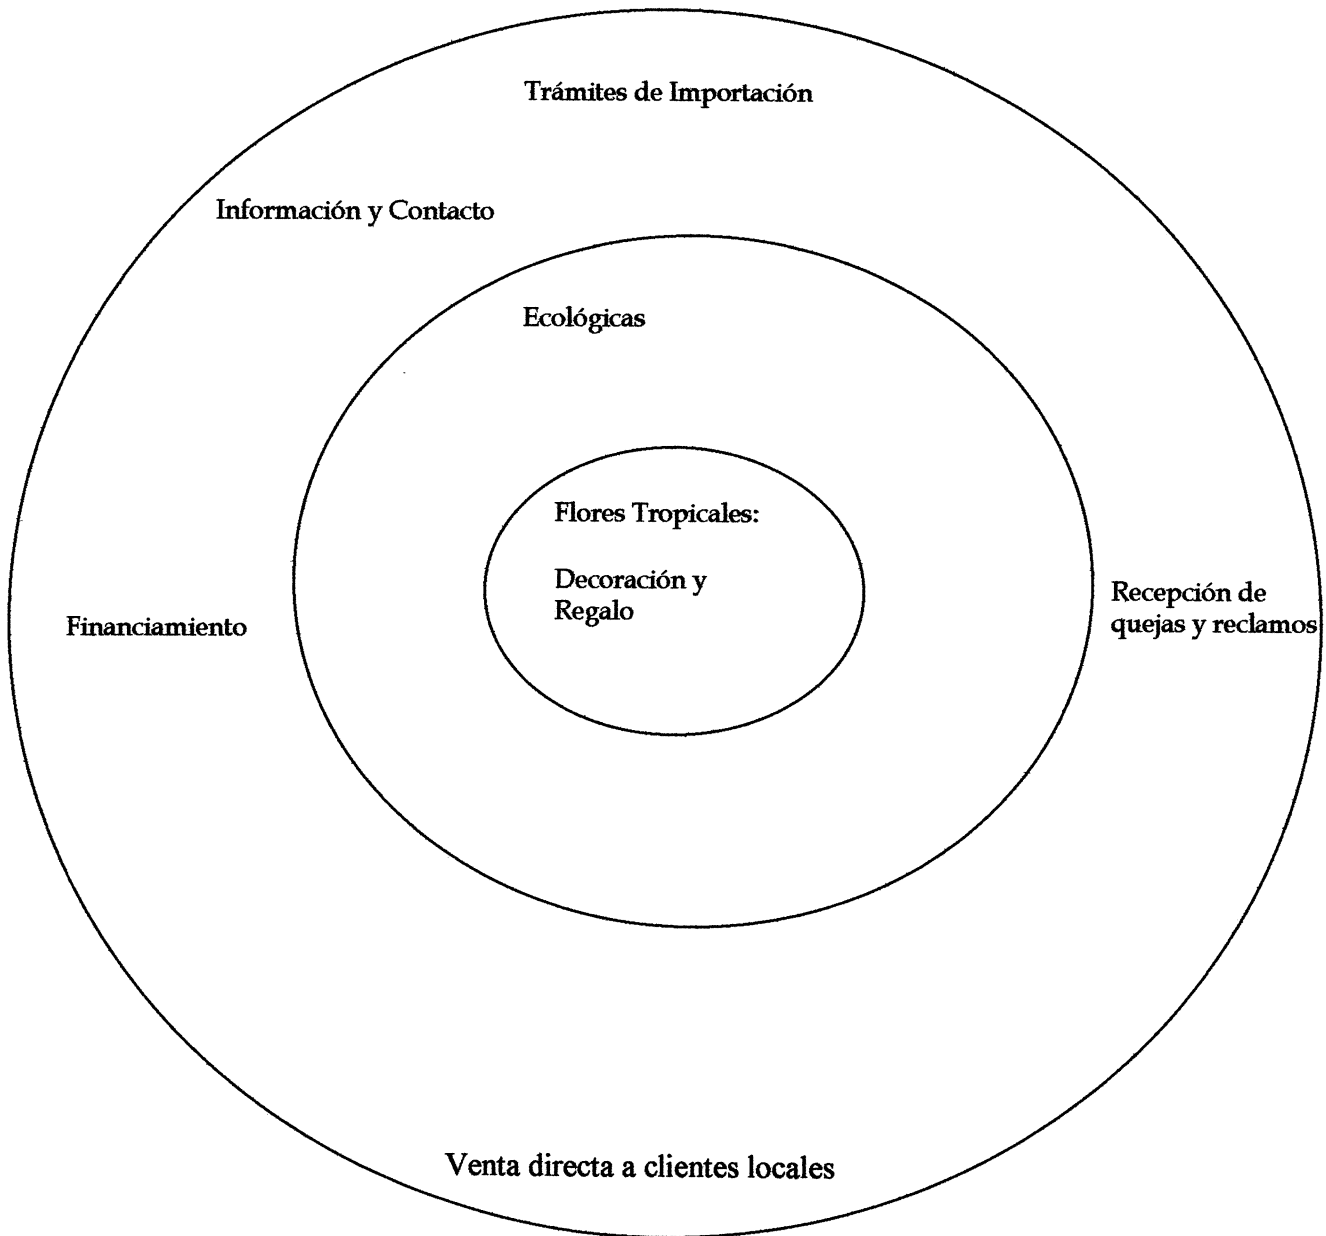 Trámites de Importación
Información y Contacto
Ecológicas
Flores Tropicales:
Decoración y
Regalo
Financiamiento
Recepción de
quejas y reclamos
Venta directa a clientes locales